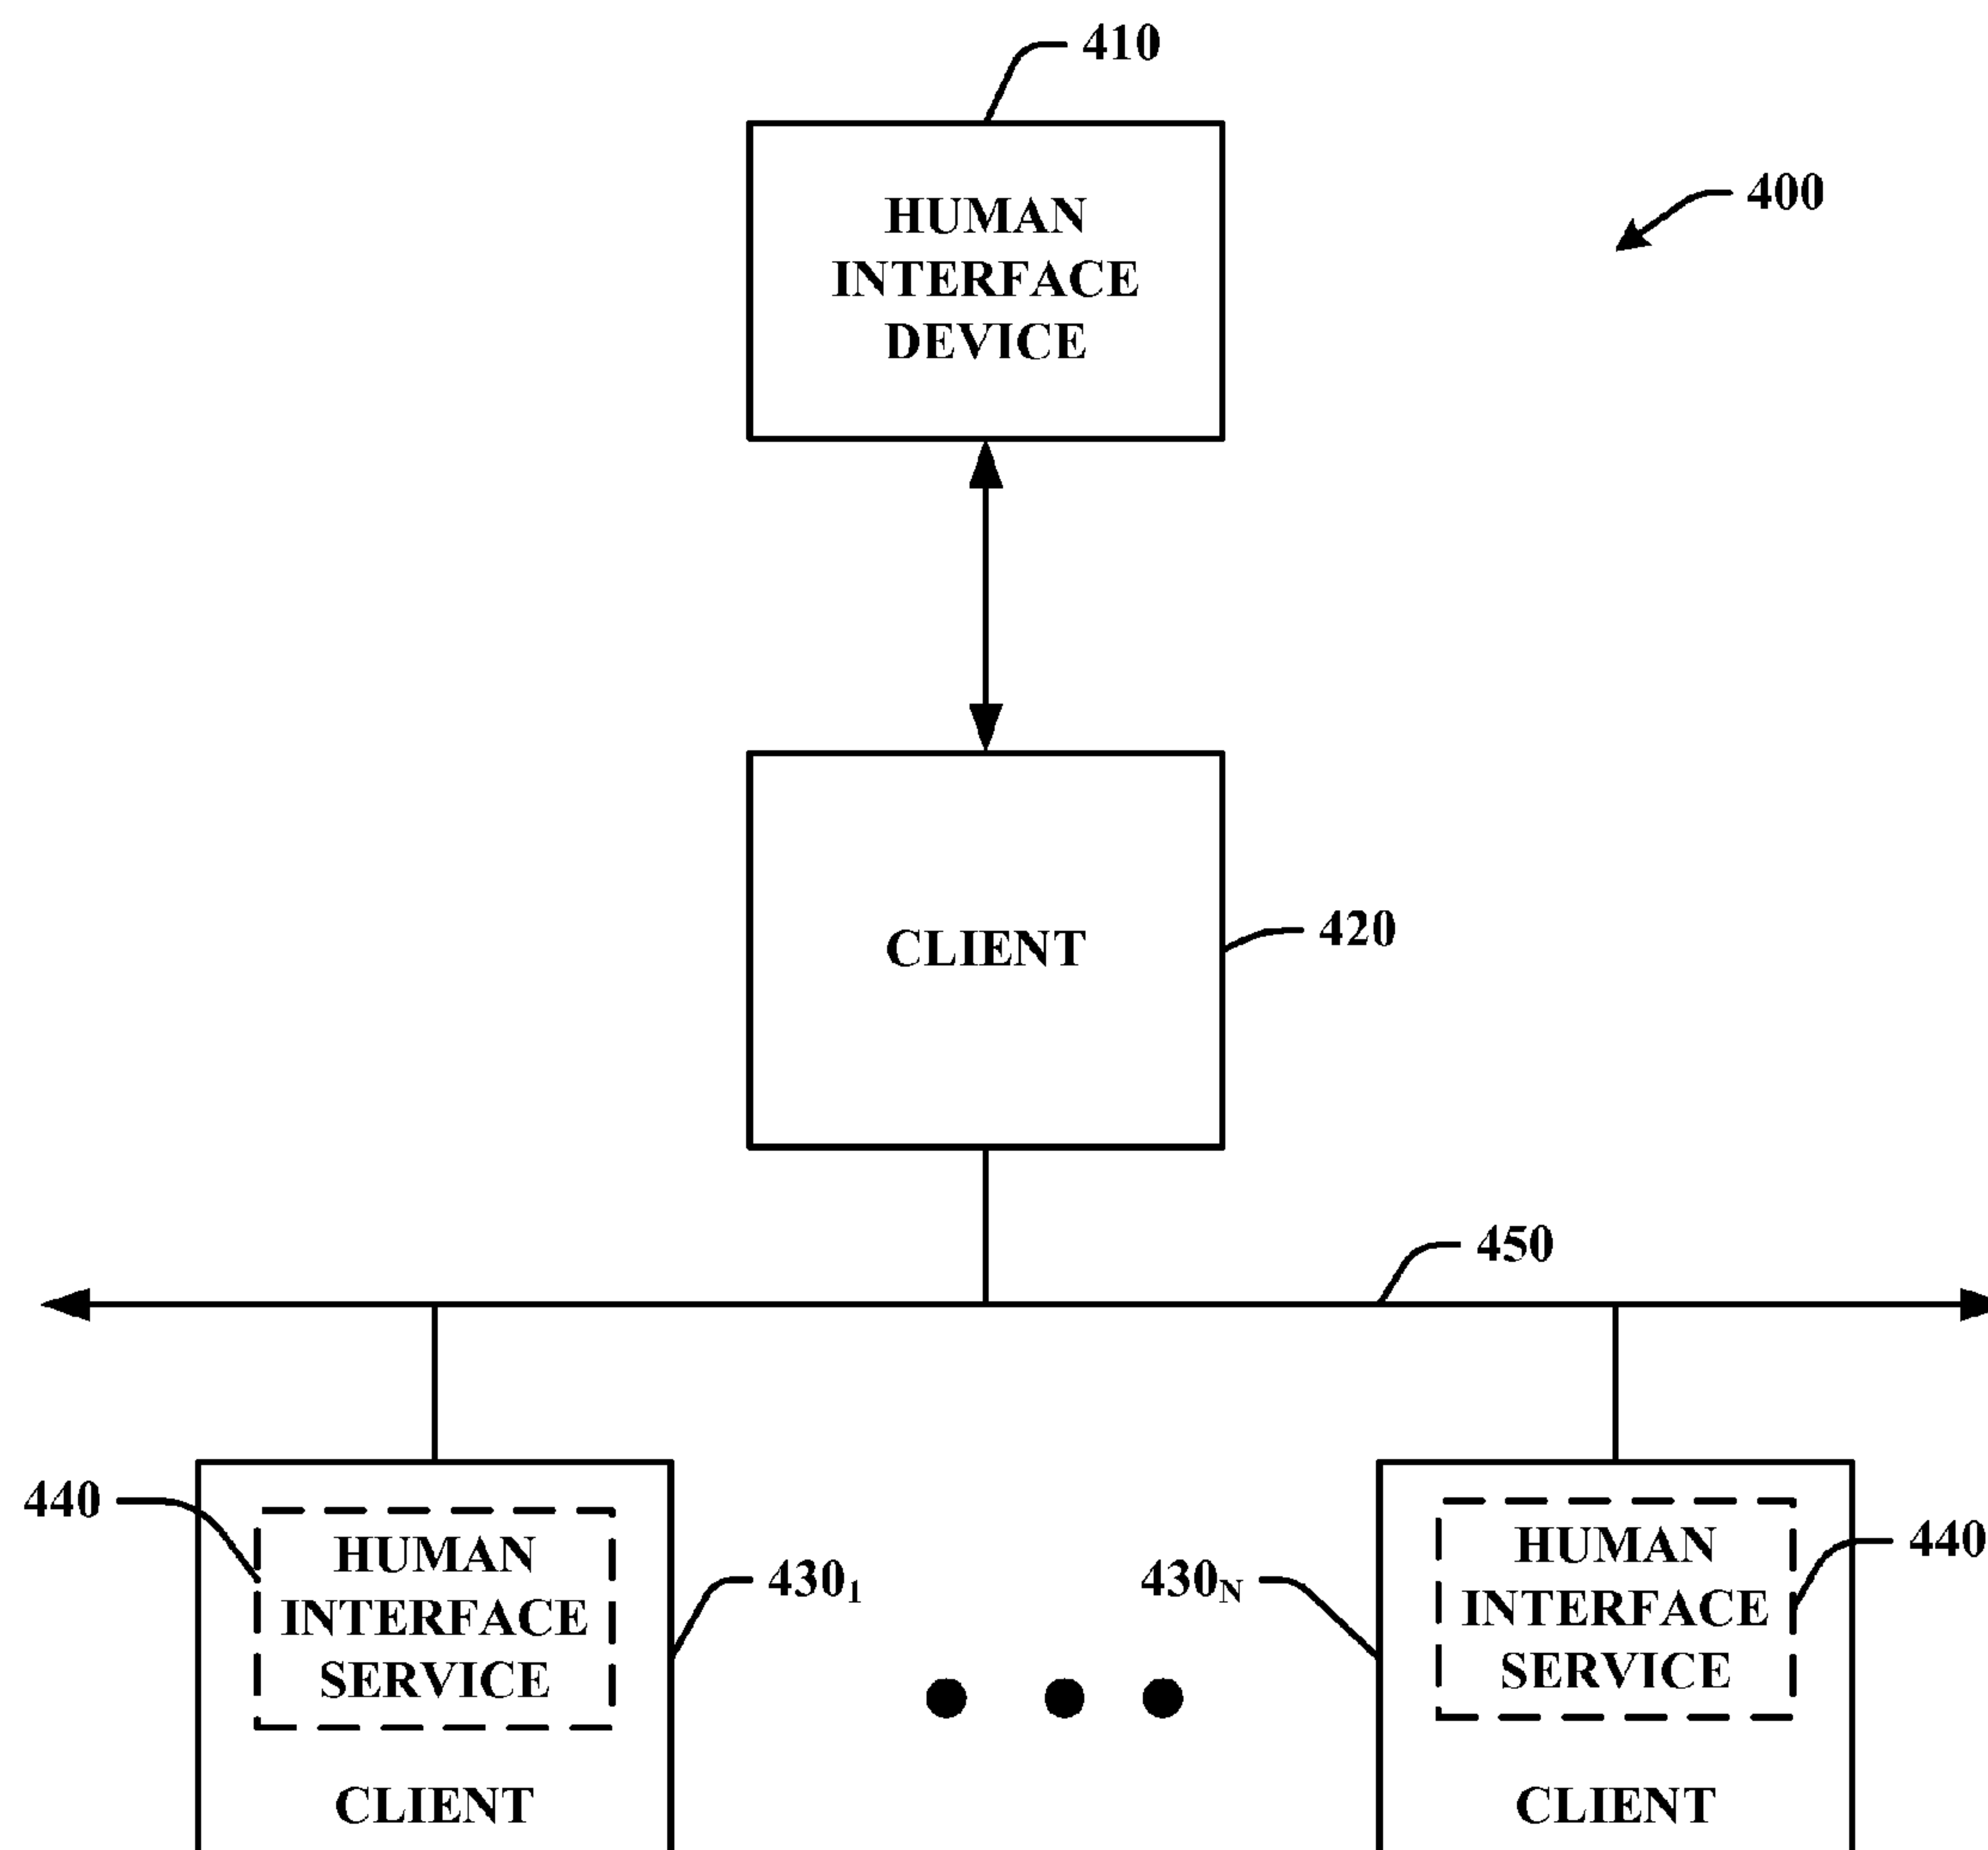 410
HUMAN
INTERFACE
DEVICE
400
CLIENT
420
450
440
HUMAN
INTERFACE
SERVICE
CLIENT
430₁
430N
HUMAN
INTERFACE
SERVICE
CLIENT
440